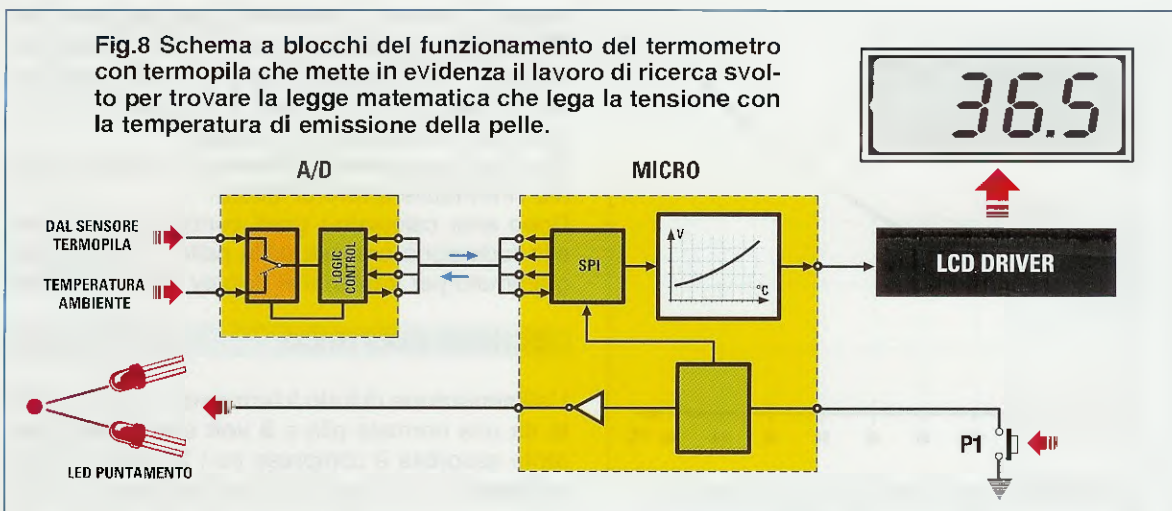 Fig.8 Schema a blocchi del funzionamento del termometro
con termopila che mette in evidenza il lavoro di ricerca svol-
to per trovare la legge matematica che lega la tensione con
la temperatura di emissione della pelle.
36.5
A/D
MICRO
DAL SENSORE
TERMOPILA
TEMPERATURA
AMBIENTE
LOGIC
CONTROL
SPI
V
°C
LCD DRIVER
LED PUNTAMENTO
P1